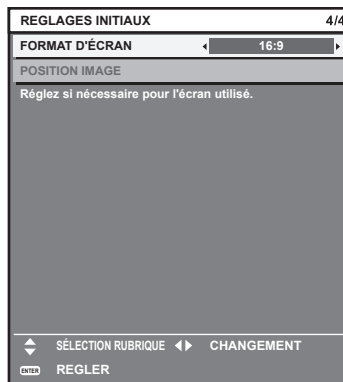 REGLAGES INITIAUX 4/4
FORMAT D'ÉCRAN 16:9
POSITION IMAGE
Réglez si nécessaire pour l'écran utilisé.
SÉLECTION RUBRIQUE CHANGEMENT
ENTER REGLER